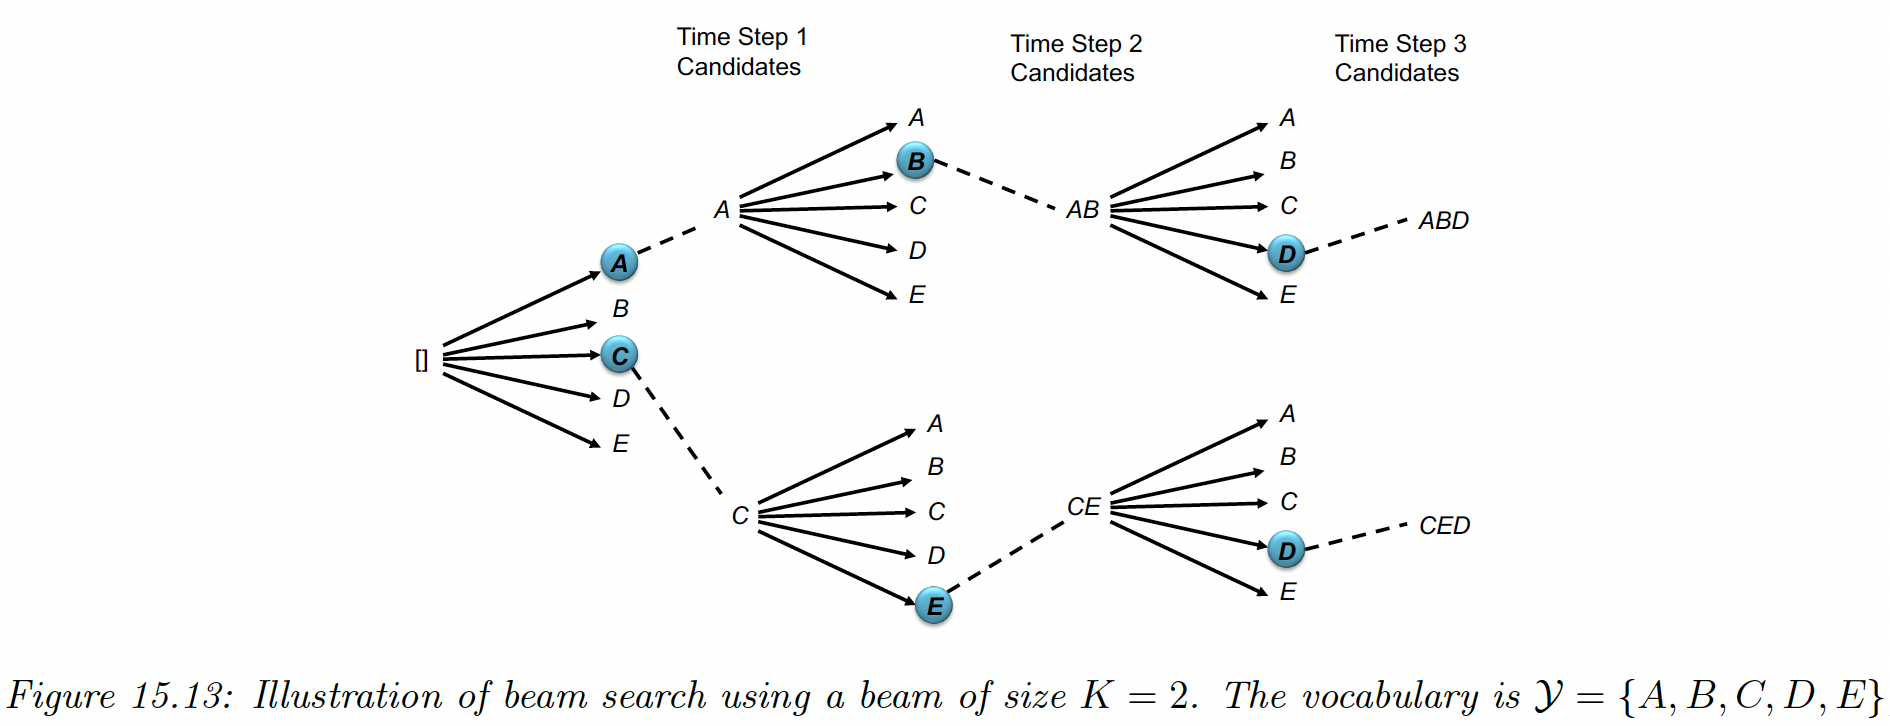 Time Step 1
Candidates
Time Step 2
Candidates
Time Step 3
Candidates
[]
A
B
C
D
E
A
A
B
C
D
E
C
A
B
C
D
E
AB
A
B
C
D
E
CE
A
B
C
D
E
ABD
CED
Figure 15.13: Illustration of beam search using a beam of size K = 2. The vocabulary is 𝒴 = {A, B, C, D, E}